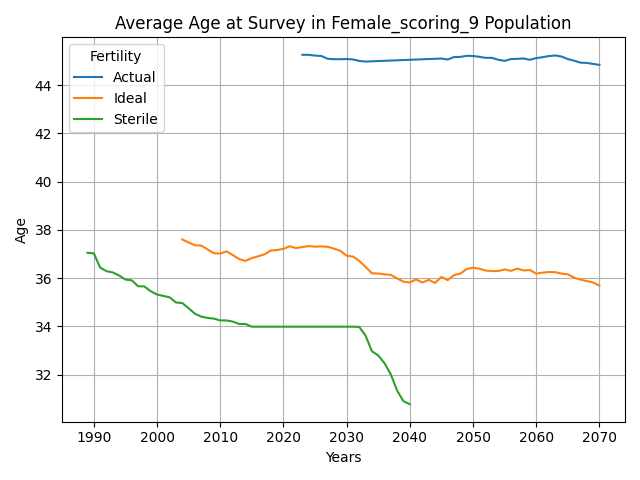 Average Age at Survey in Female_scoring_9 Population
Fertility
Actual
Ideal
Sterile
Age
44
42
40
38
36
34
32
1990 2000 2010 2020 2030 2040 2050 2060 2070
Years